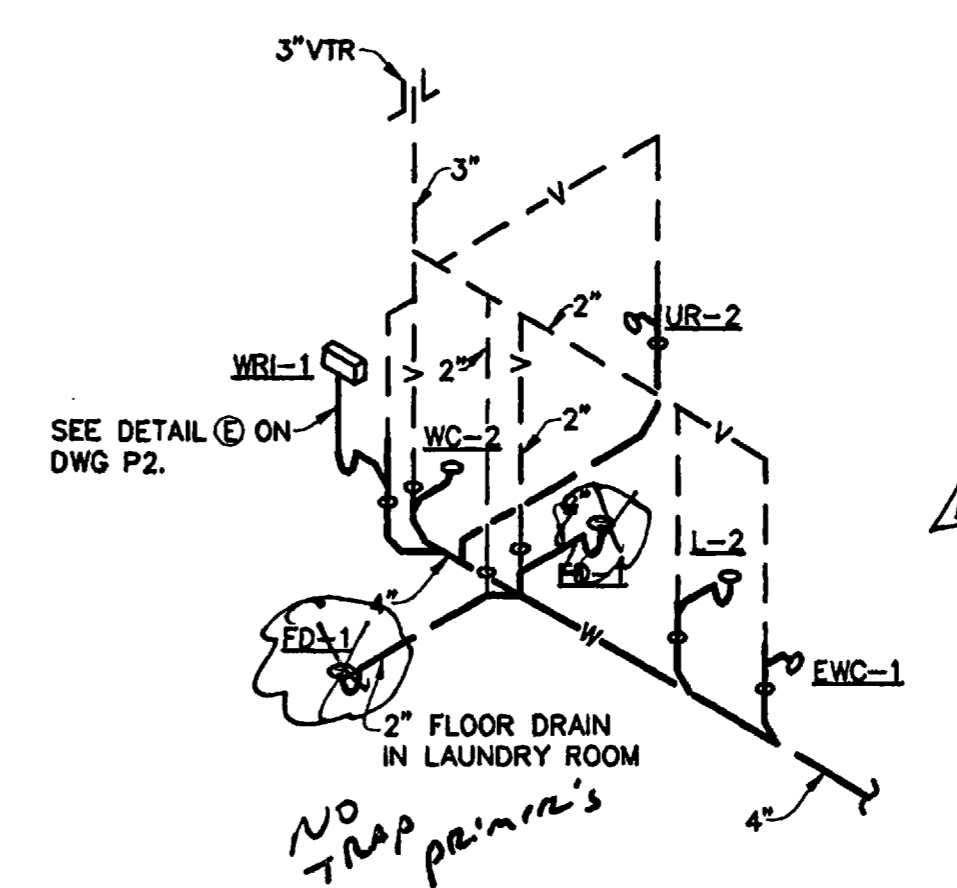 3"VTR
3"
V
2"
UR-2
WRI-1
V
2"
V
SEE DETAIL Ⓔ ON
DWG P2.
WC-2
2"
V
L-2
FD-1
4"
FD-1
W
EWC-1
2" FLOOR DRAIN
IN LAUNDRY ROOM
4"
NO
TRAP primer's